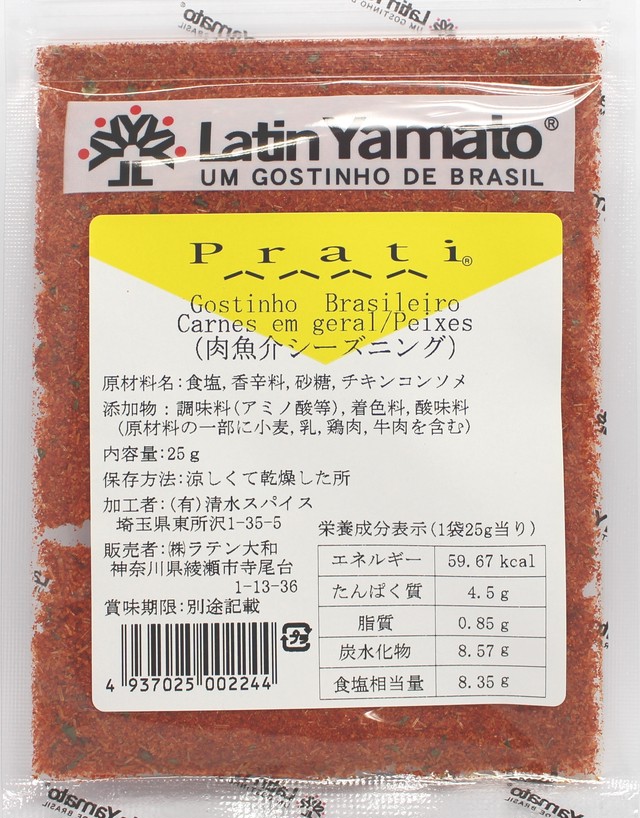 Latin Yamato®
UM GOSTINHO DE BRASIL
Prati®
Gostinho Brasileiro
Carnes em geral/Peixes
(肉魚介シーズニング)
原材料名:食塩,香辛料,砂糖,チキンコンソメ
添加物:調味料(アミノ酸等),着色料,酸味料
(原材料の一部に小麦,乳,鶏肉,牛肉を含む)
内容量:25g
保存方法:涼しくて乾燥した所
加工者:(有)清水スパイス
埼玉県東所沢1-35-5
販売者:㈱ラテン大和
神奈川県綾瀬市寺尾台
1-13-36
賞味期限:別途記載
4 937025 002244
栄養成分表示(1袋25g当り)
エネルギー 59.67 kcal
たんぱく質 4.5 g
脂質 0.85 g
炭水化物 8.57 g
食塩相当量 8.35 g